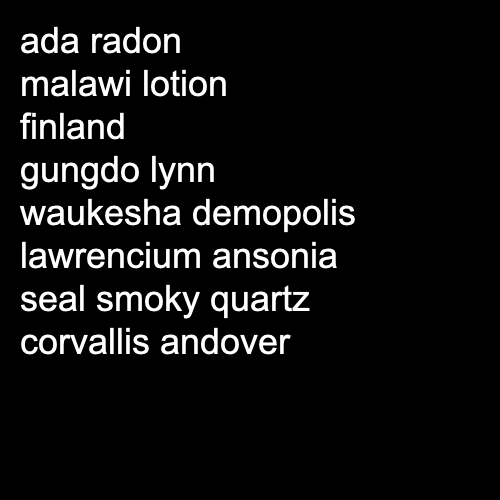 ada radon
malawi lotion
finland
gungdo lynn
waukesha demopolis
lawrencium ansonia
seal smoky quartz
corvallis andover